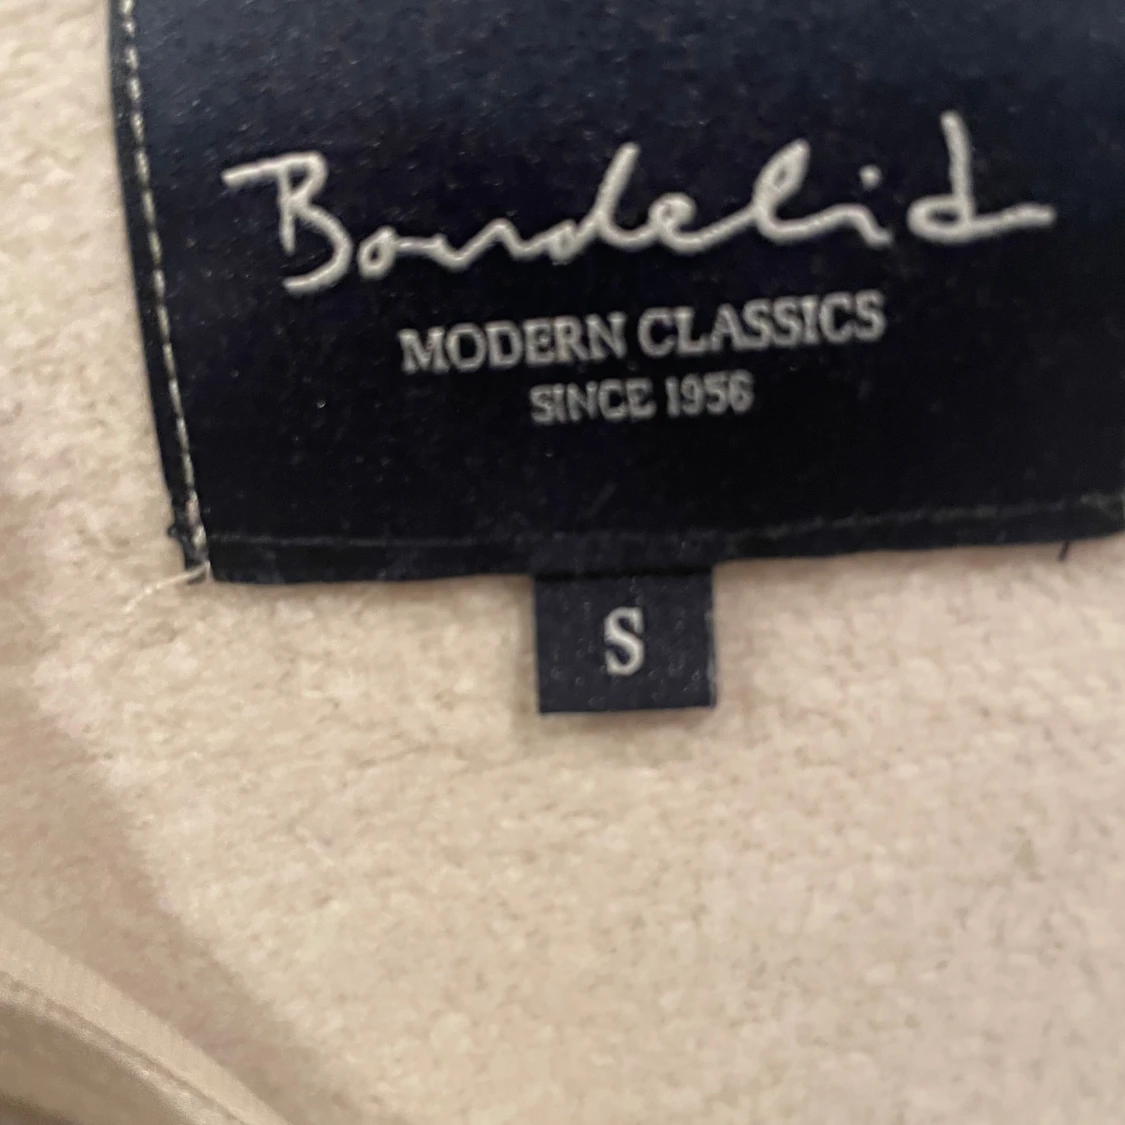 Bondelid
MODERN CLASSICS
SINCE 1956
S